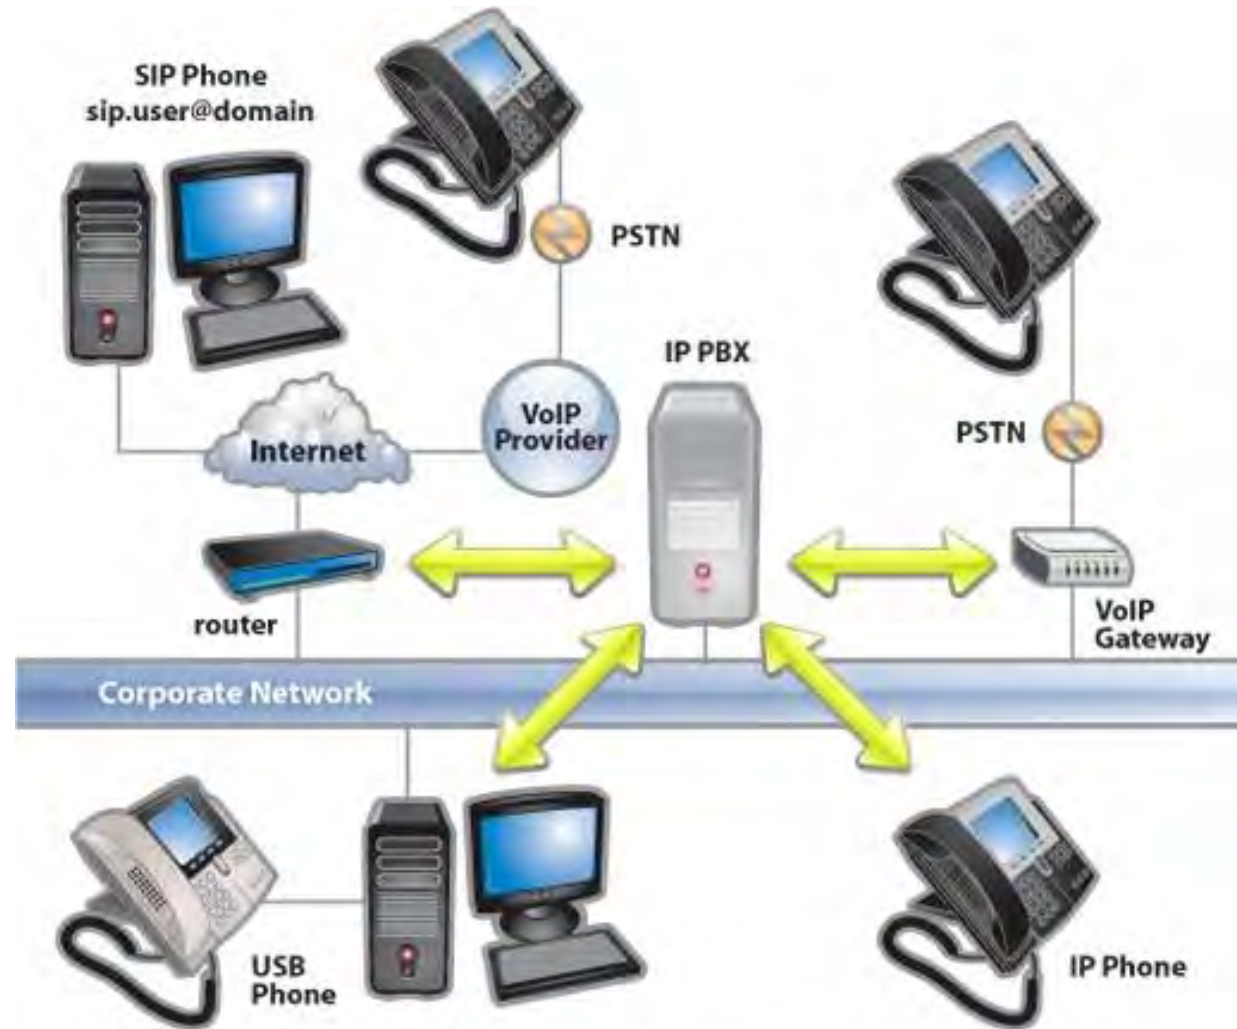 SIP Phone
sip.user@domain
PSTN
IP PBX
VoIP
Provider
Internet
PSTN
router
VoIP
Gateway
Corporate Network
USB
Phone
IP Phone